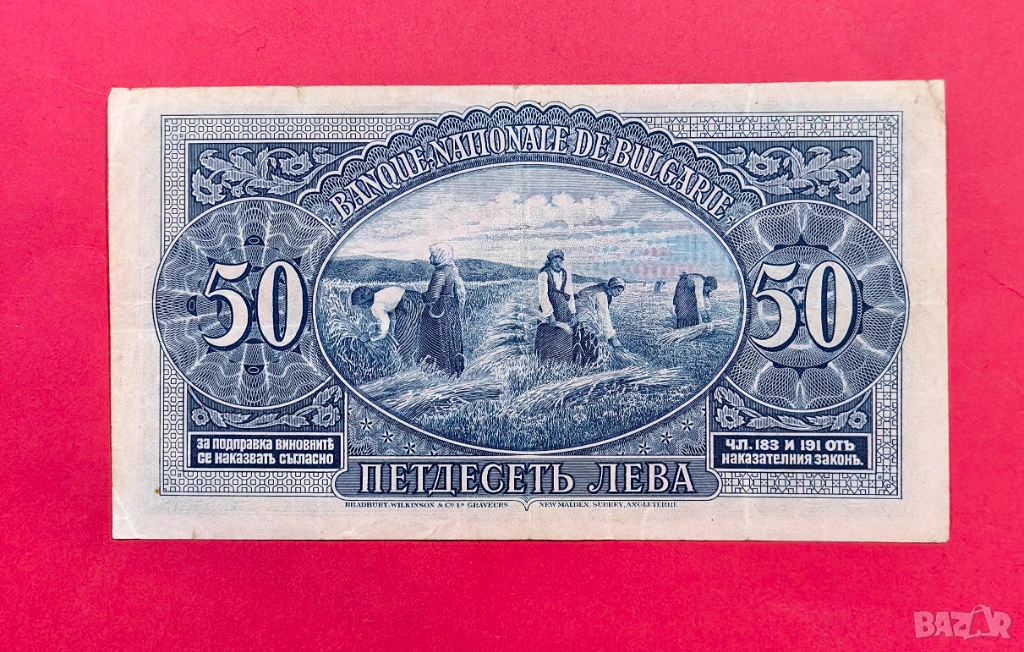 BANQUE NATIONALE DE BULGARIE
50
50
ЗА ПОДПРАВКА ВИНОВНИТѢ
СЕ НАКАЗВАТЬ СЪГЛАСНО
ЧЛ. 183 И 191 ОТЪ
НАКАЗАТЕЛНИЯ ЗАКОНЪ.
ПЕТДЕСЕТЬ ЛЕВА
BRADBURY, WILKINSON & Cº Lᵈ GRAVEURS NEW MALDEN, SURREY, ANGLETERRE
BAZAR